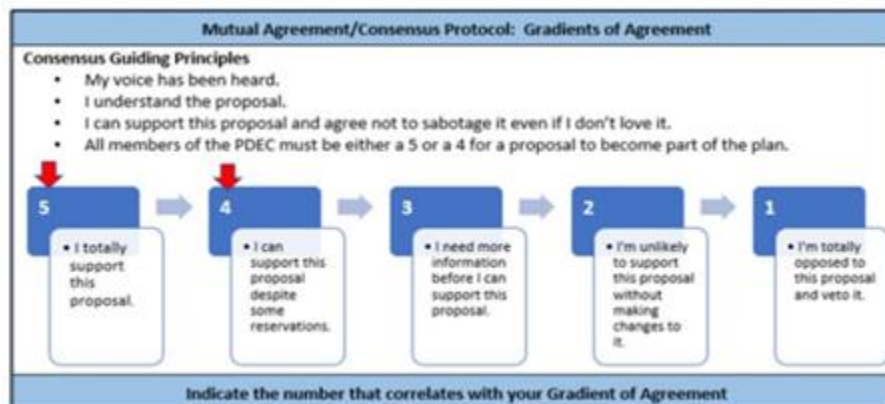 Mutual Agreement/Consensus Protocol: Gradients of Agreement
Consensus Guiding Principles
• My voice has been heard.
• I understand the proposal.
• I can support this proposal and agree not to sabotage it even if I don't love it.
• All members of the PDEC must be either a 5 or a 4 for a proposal to become part of the plan.
5
• I totally
support
this
proposal.
4
• I can
support this
proposal
despite
some
reservations.
3
• I need more
information
before I can
support this
proposal.
2
• I'm unlikely
to support
this proposal
without
making
changes to
it.
1
• I'm totally
opposed to
this proposal
and veto it.
Indicate the number that correlates with your Gradient of Agreement